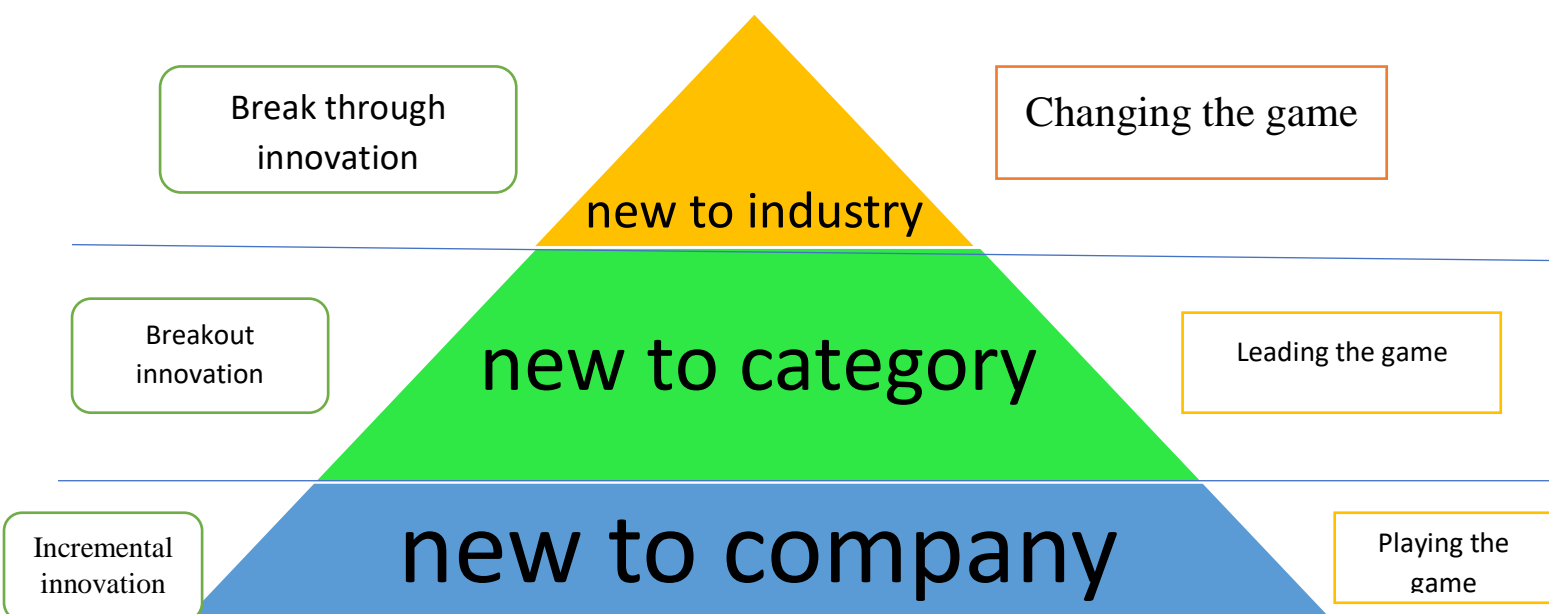 Break through
innovation
Changing the game
new to industry
Breakout
innovation
new to category
Leading the game
Incremental
innovation
new to company
Playing the
game